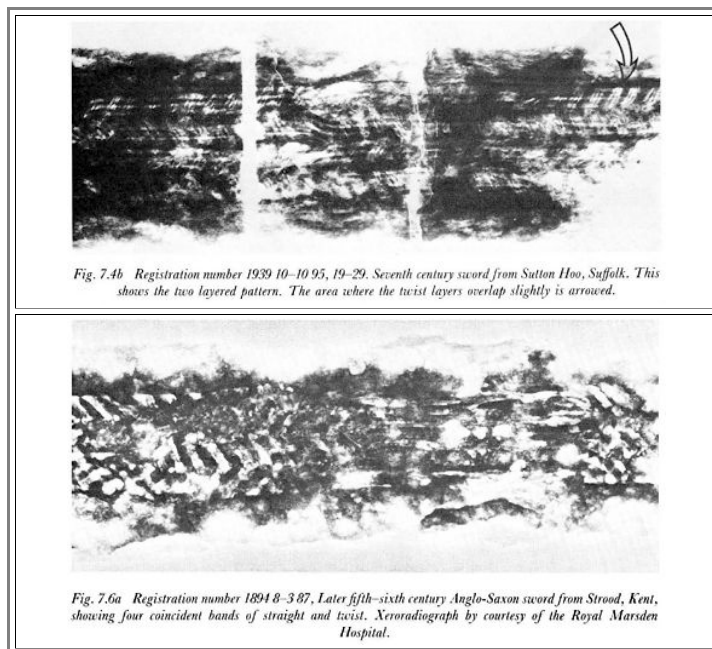 Fig. 7.4b Registration number 1939 10–10 95, 19–29. Seventh century sword from Sutton Hoo, Suffolk. This
shows the two layered pattern. The area where the twist layers overlap slightly is arrowed.
Fig. 7.6a Registration number 1894 8–3 87, Later fifth–sixth century Anglo-Saxon sword from Strood, Kent,
showing four coincident bands of straight and twist. Xeroradiograph by courtesy of the Royal Marsden
Hospital.